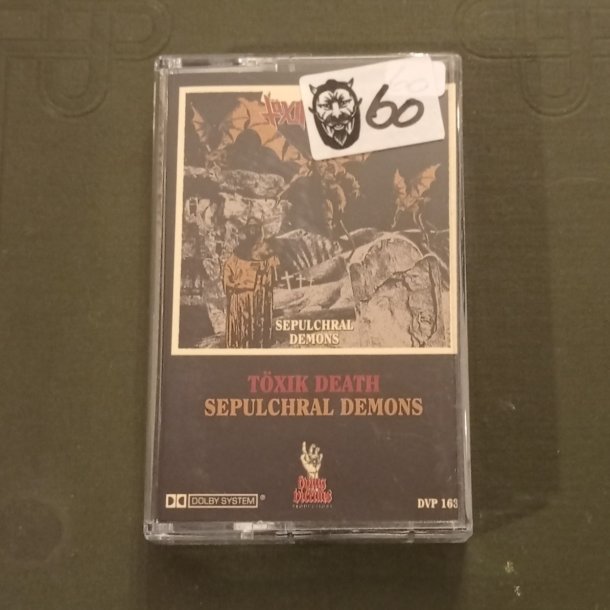 60
SEPULCHRAL
DEMONS
TÖXIK DEATH
SEPULCHRAL DEMONS
DOLBY SYSTEM®
DVP 163